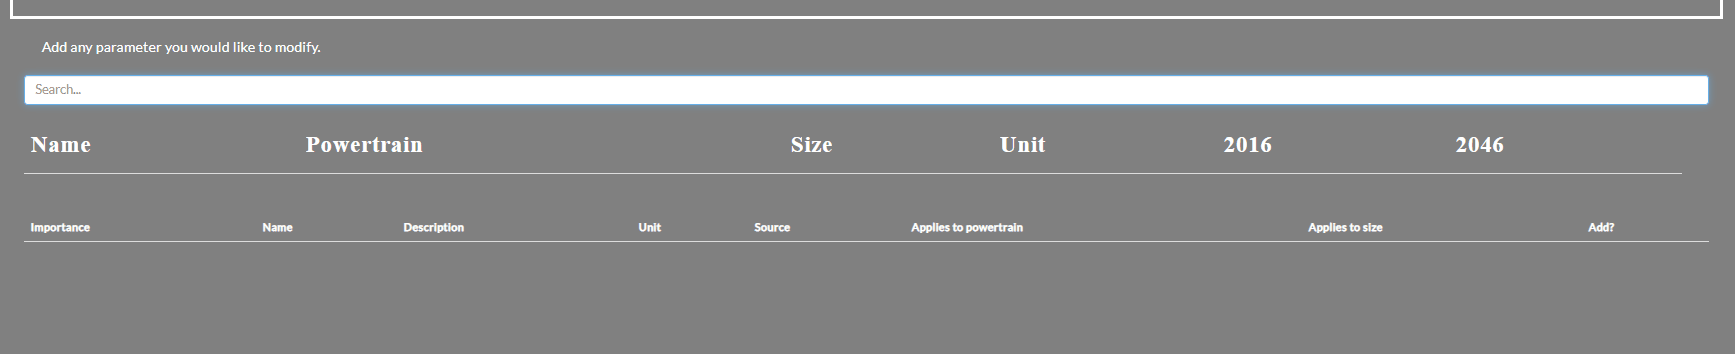 Add any parameter you would like to modify.
Search...
Name Powertrain Size Unit 2016 2046
Importance Name Description Unit Source Applies to powertrain Applies to size Add?